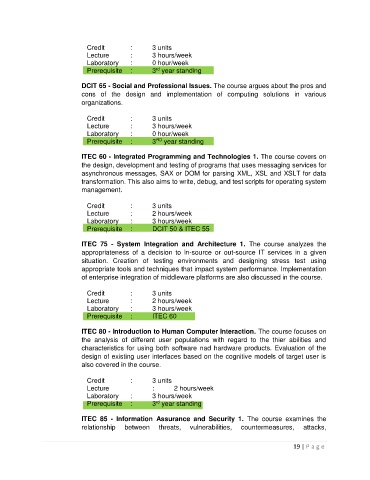 Credit : 3 units
Lecture : 3 hours/week
Laboratory : 0 hour/week
Prerequisite : 3rd year standing
DCIT 65 - Social and Professional Issues. The course argues about the pros and
cons of the design and implementation of computing solutions in various
organizations.
Credit : 3 units
Lecture : 3 hours/week
Laboratory : 0 hour/week
Prerequisite : 3RD year standing
ITEC 60 - Integrated Programming and Technologies 1. The course covers on
the design, development and testing of programs that uses messaging services for
asynchronous messages, SAX or DOM for parsing XML, XSL and XSLT for data
transformation. This also aims to write, debug, and test scripts for operating system
management.
Credit : 3 units
Lecture : 2 hours/week
Laboratory : 3 hours/week
Prerequisite : DCIT 50 & ITEC 55
ITEC 75 - System Integration and Architecture 1. The course analyzes the
appropriateness of a decision to in-source or out-source IT services in a given
situation. Creation of testing environments and designing stress test using
appropriate tools and techniques that impact system performance. Implementation
of enterprise integration of middleware platforms are also discussed in the course.
Credit : 3 units
Lecture : 2 hours/week
Laboratory : 3 hours/week
Prerequisite : ITEC 60
ITEC 80 - Introduction to Human Computer Interaction. The course focuses on
the analysis of different user populations with regard to the thier abilities and
characteristics for using both software nad hardware products. Evaluation of the
design of existing user interfaces based on the cognitive models of target user is
also covered in the course.
Credit : 3 units
Lecture : 2 hours/week
Laboratory : 3 hours/week
Prerequisite : 3rd year standing
ITEC 85 - Information Assurance and Security 1. The course examines the
relationship between threats, vulnerabilities, countermeasures, attacks,
19 | Page